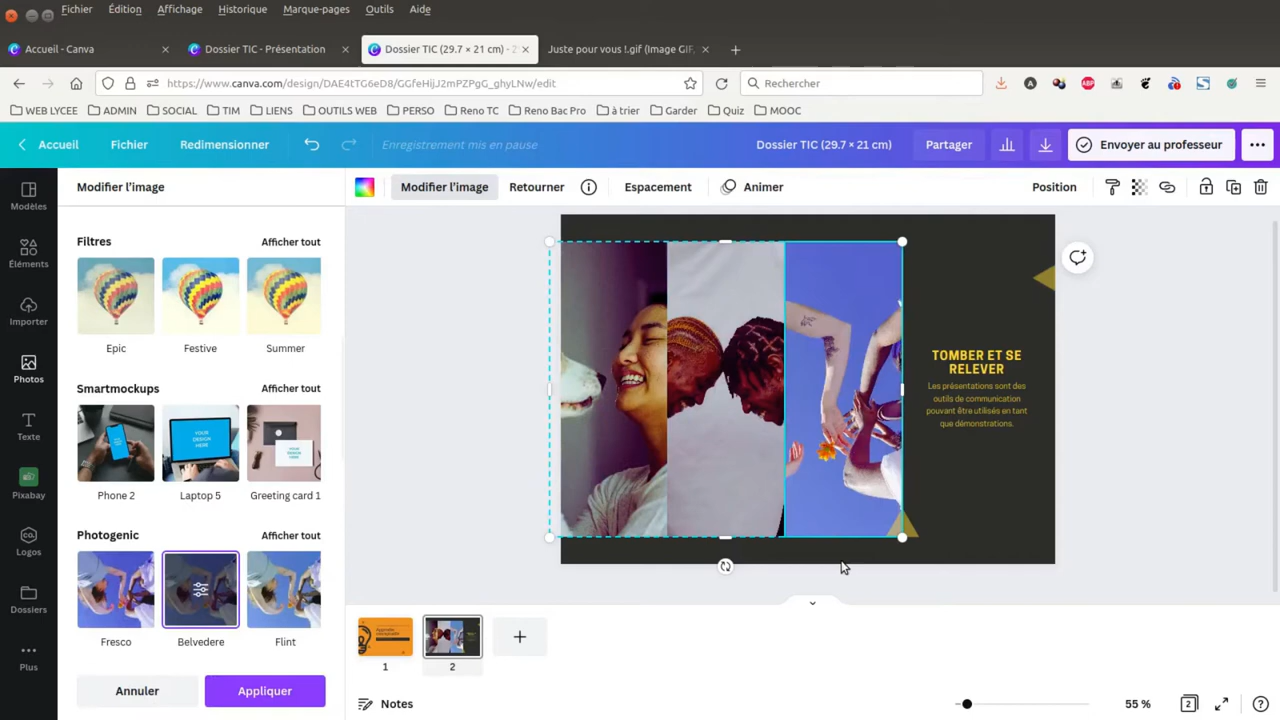 Fichier Édition Affichage Historique Marque-pages Outils Aide
Accueil - Canva
Dossier TIC - Présentation
Dossier TIC (29.7 × 21 cm) - 29
Juste pour vous !.gif (Image GIF,
https://www.canva.com/design/DAE4tTG6eD8/GGfeHijJ2mPZPgG_ghyLNw/edit
Rechercher
WEB LYCEE ADMIN SOCIAL TIM LIENS OUTILS WEB PERSO Reno TC Reno Bac Pro à trier Garder Quiz MOOC
Accueil Fichier Redimensionner Enregistrement mis en pause
Dossier TIC (29.7 × 21 cm) Partager Envoyer au professeur
Modèles
Éléments
Importer
Photos
Texte
Pixabay
Logos
Dossiers
Plus
Modifier l'image
Filtres Afficher tout
Epic Festive Summer
Smartmockups Afficher tout
YOUR DESIGN HERE
YOUR DESIGN HERE
Phone 2 Laptop 5 Greeting card 1
Photogenic Afficher tout
Fresco Belvedere Flint
Annuler Appliquer
Modifier l'image Retourner Espacement Animer Position
TOMBER ET SE
RELEVER
Les présentations sont des
outils de communication
pouvant être utilisés en tant
que démonstrations.
1 2
Notes
55 %
2